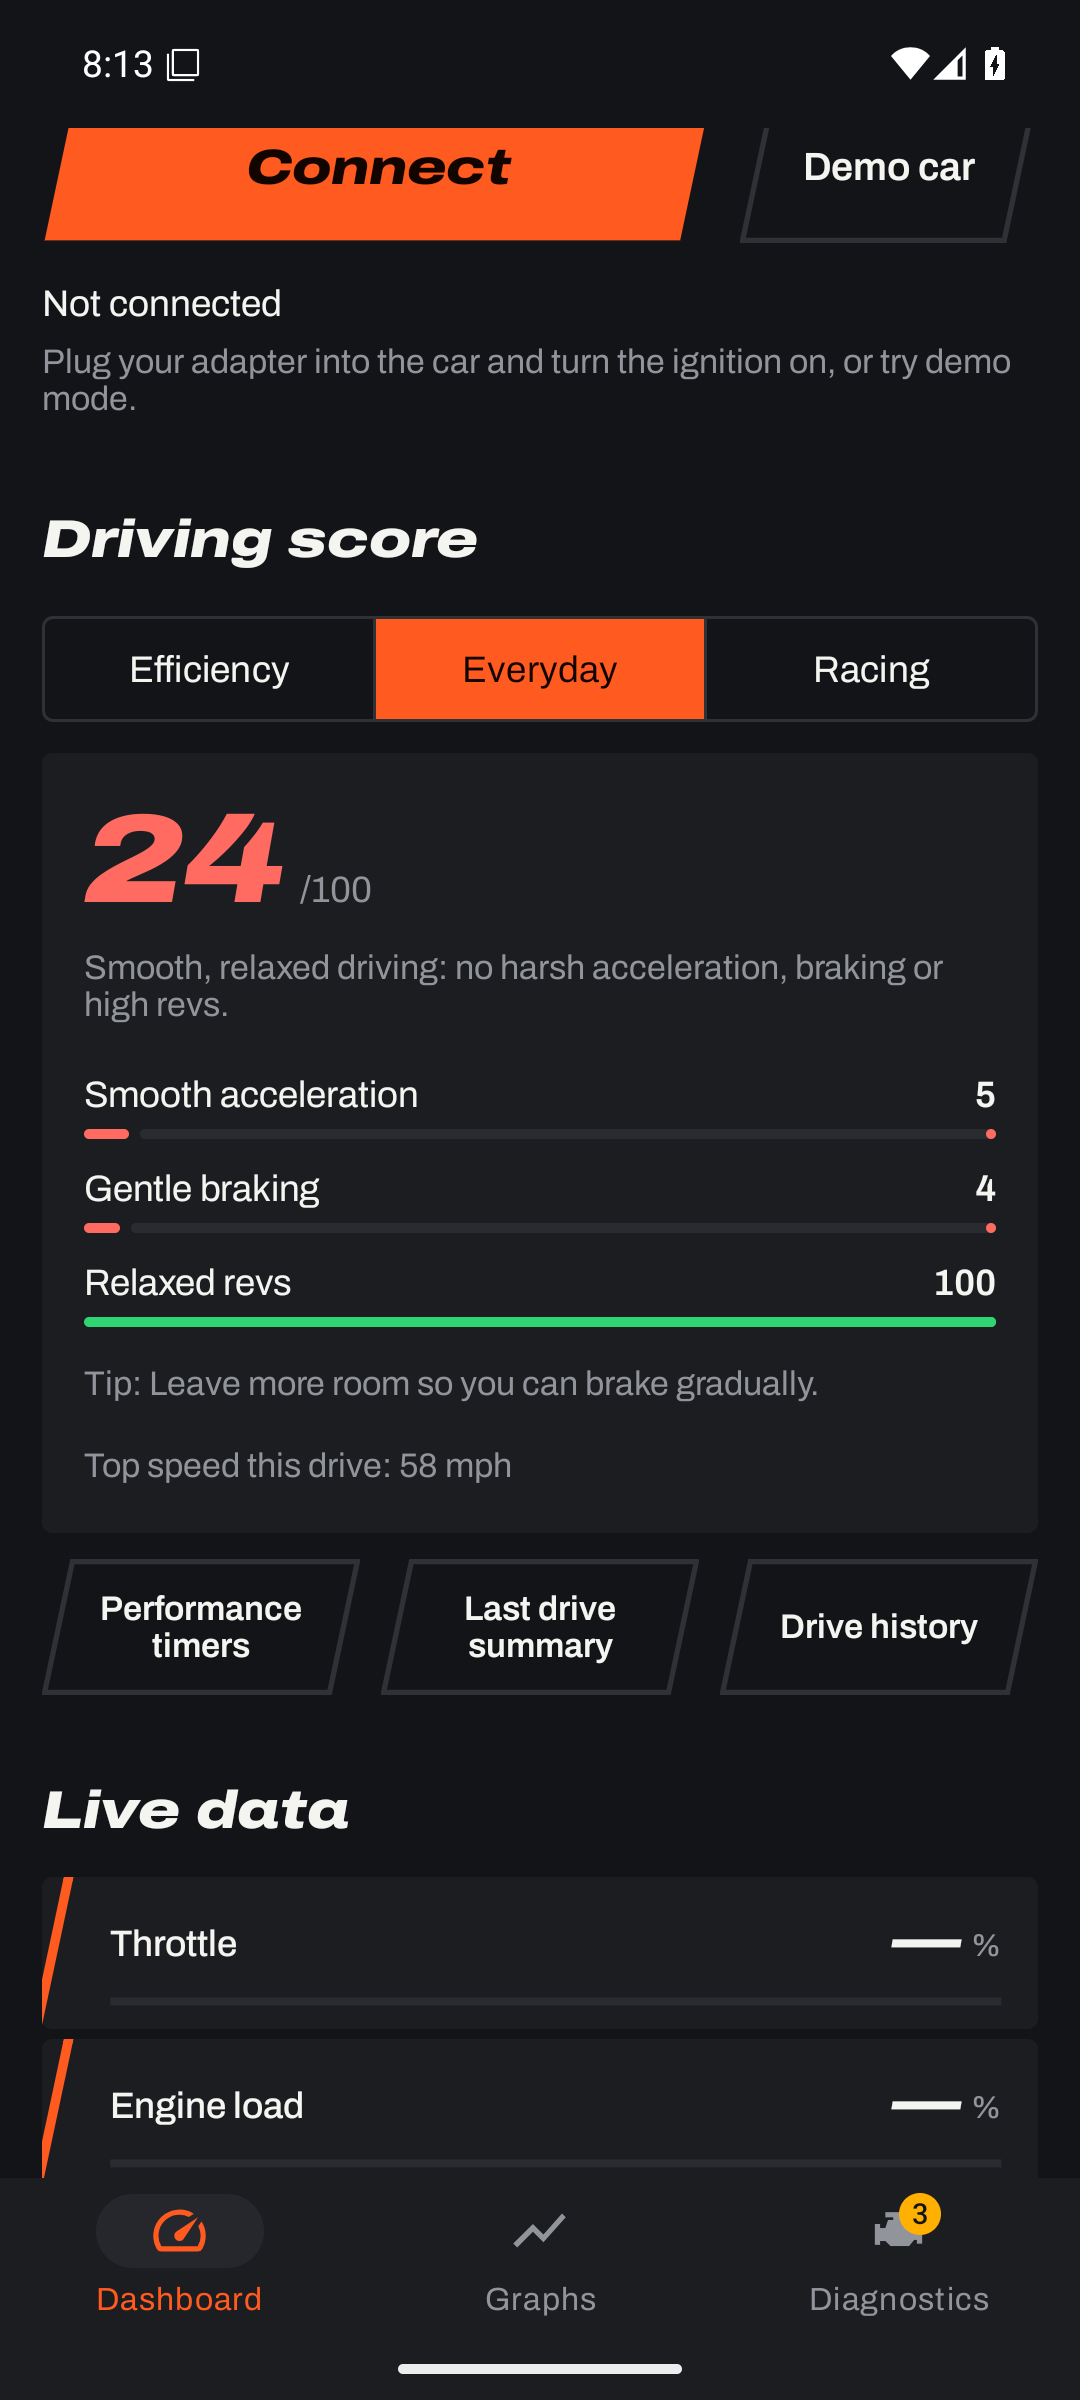 8:13
Connect
Demo car
Not connected
Plug your adapter into the car and turn the ignition on, or try demo
mode.
Driving score
Efficiency
Everyday
Racing
24 /100
Smooth, relaxed driving: no harsh acceleration, braking or
high revs.
Smooth acceleration 5
Gentle braking 4
Relaxed revs 100
Tip: Leave more room so you can brake gradually.
Top speed this drive: 58 mph
Performance
timers
Last drive
summary
Drive history
Live data
Throttle — %
Engine load — %
3
Dashboard
Graphs
Diagnostics